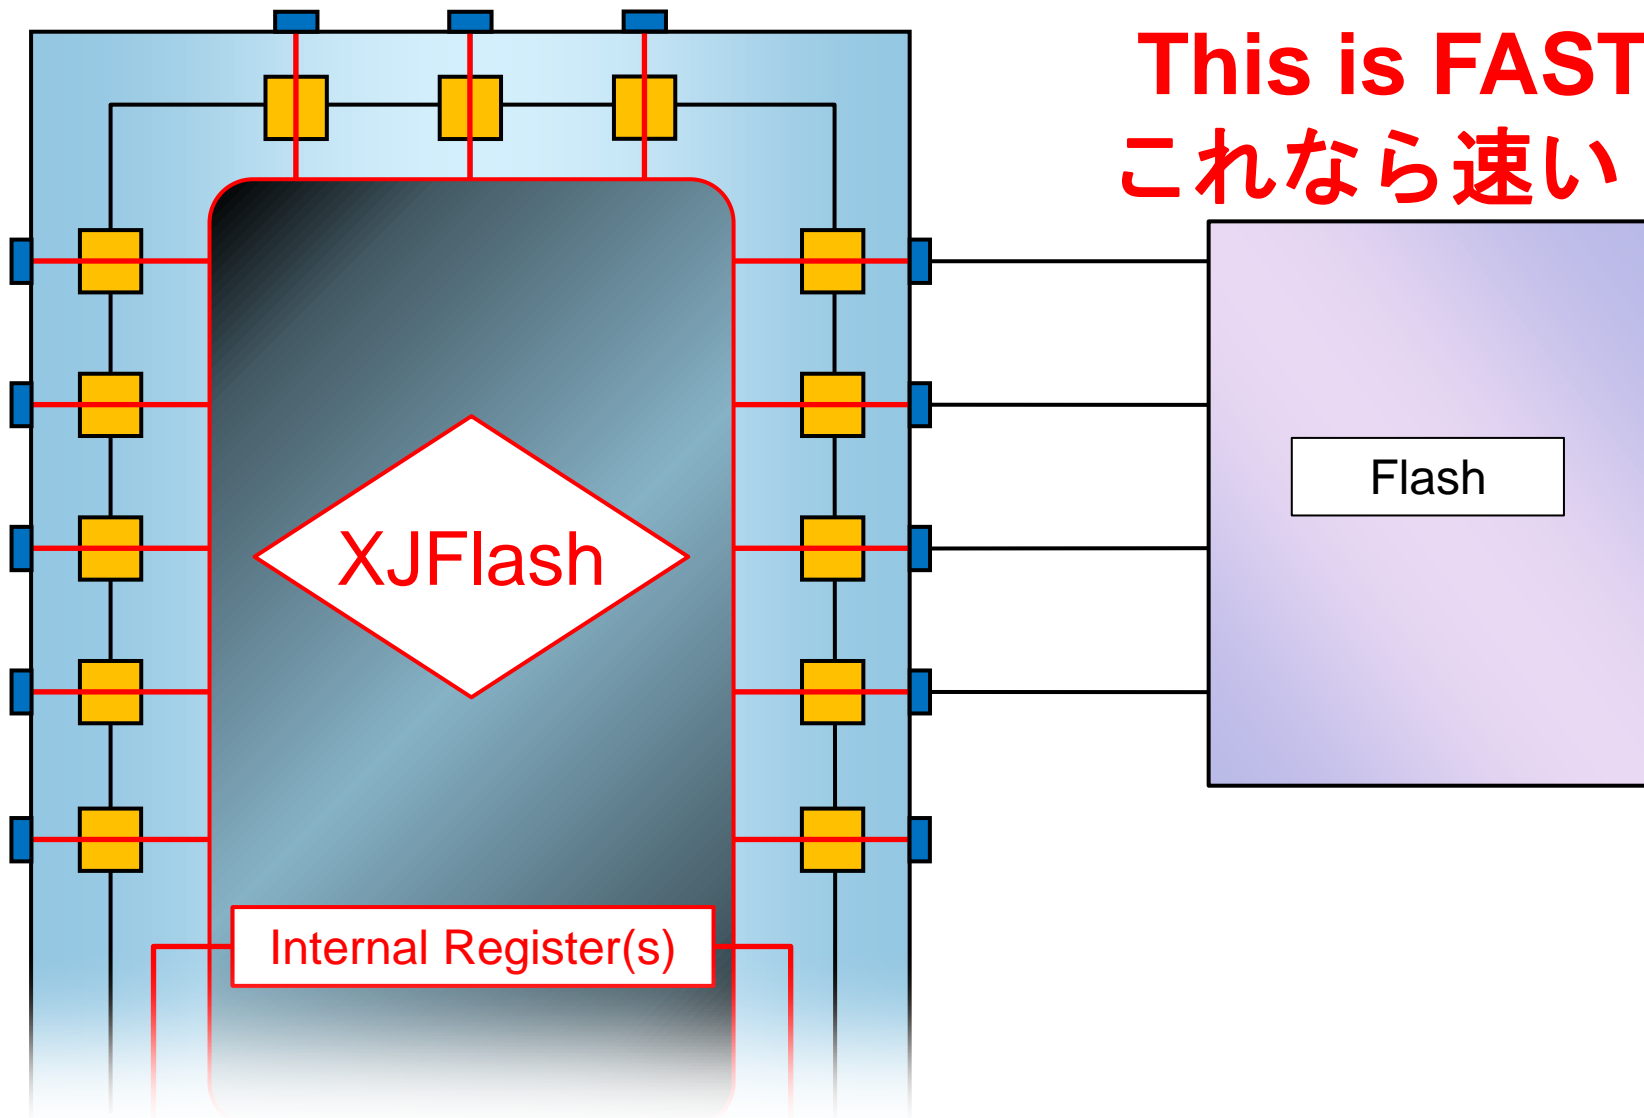 This is FAST
これなら速い
XJFlash
Flash
Internal Register(s)